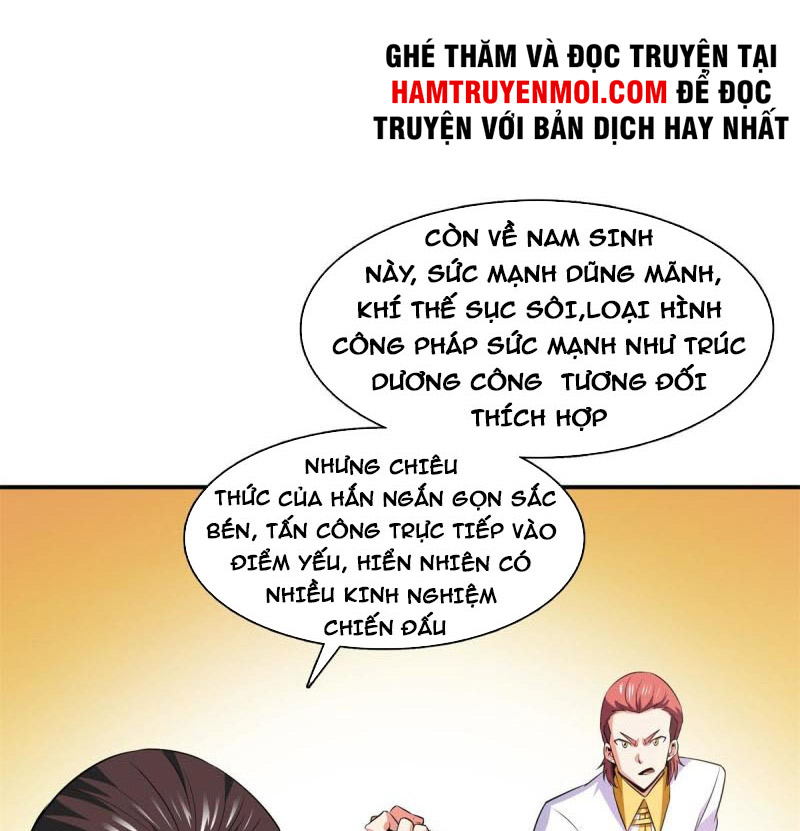 GHÉ THĂM VÀ ĐỌC TRUYỆN TẠI
HAMTRUYENMOI.COM ĐỂ ĐỌC
TRUYỆN VỚI BẢN DỊCH HAY NHẤT
CÒN VỀ NAM SINH
NÀY, SỨC MẠNH DŨNG MÃNH,
KHÍ THẾ SỤC SÔI,LOẠI HÌNH
CÔNG PHÁP SỨC MẠNH NHƯ TRÚC
DƯƠNG CÔNG TƯƠNG ĐỐI
THÍCH HỢP
NHƯNG CHIÊU
THỨC CỦA HẮN NGẮN GỌN SẮC
BÉN, TẤN CÔNG TRỰC TIẾP VÀO
ĐIỂM YẾU, HIỂN NHIÊN CÓ
NHIỀU KINH NGHIỆM
CHIẾN ĐẤU